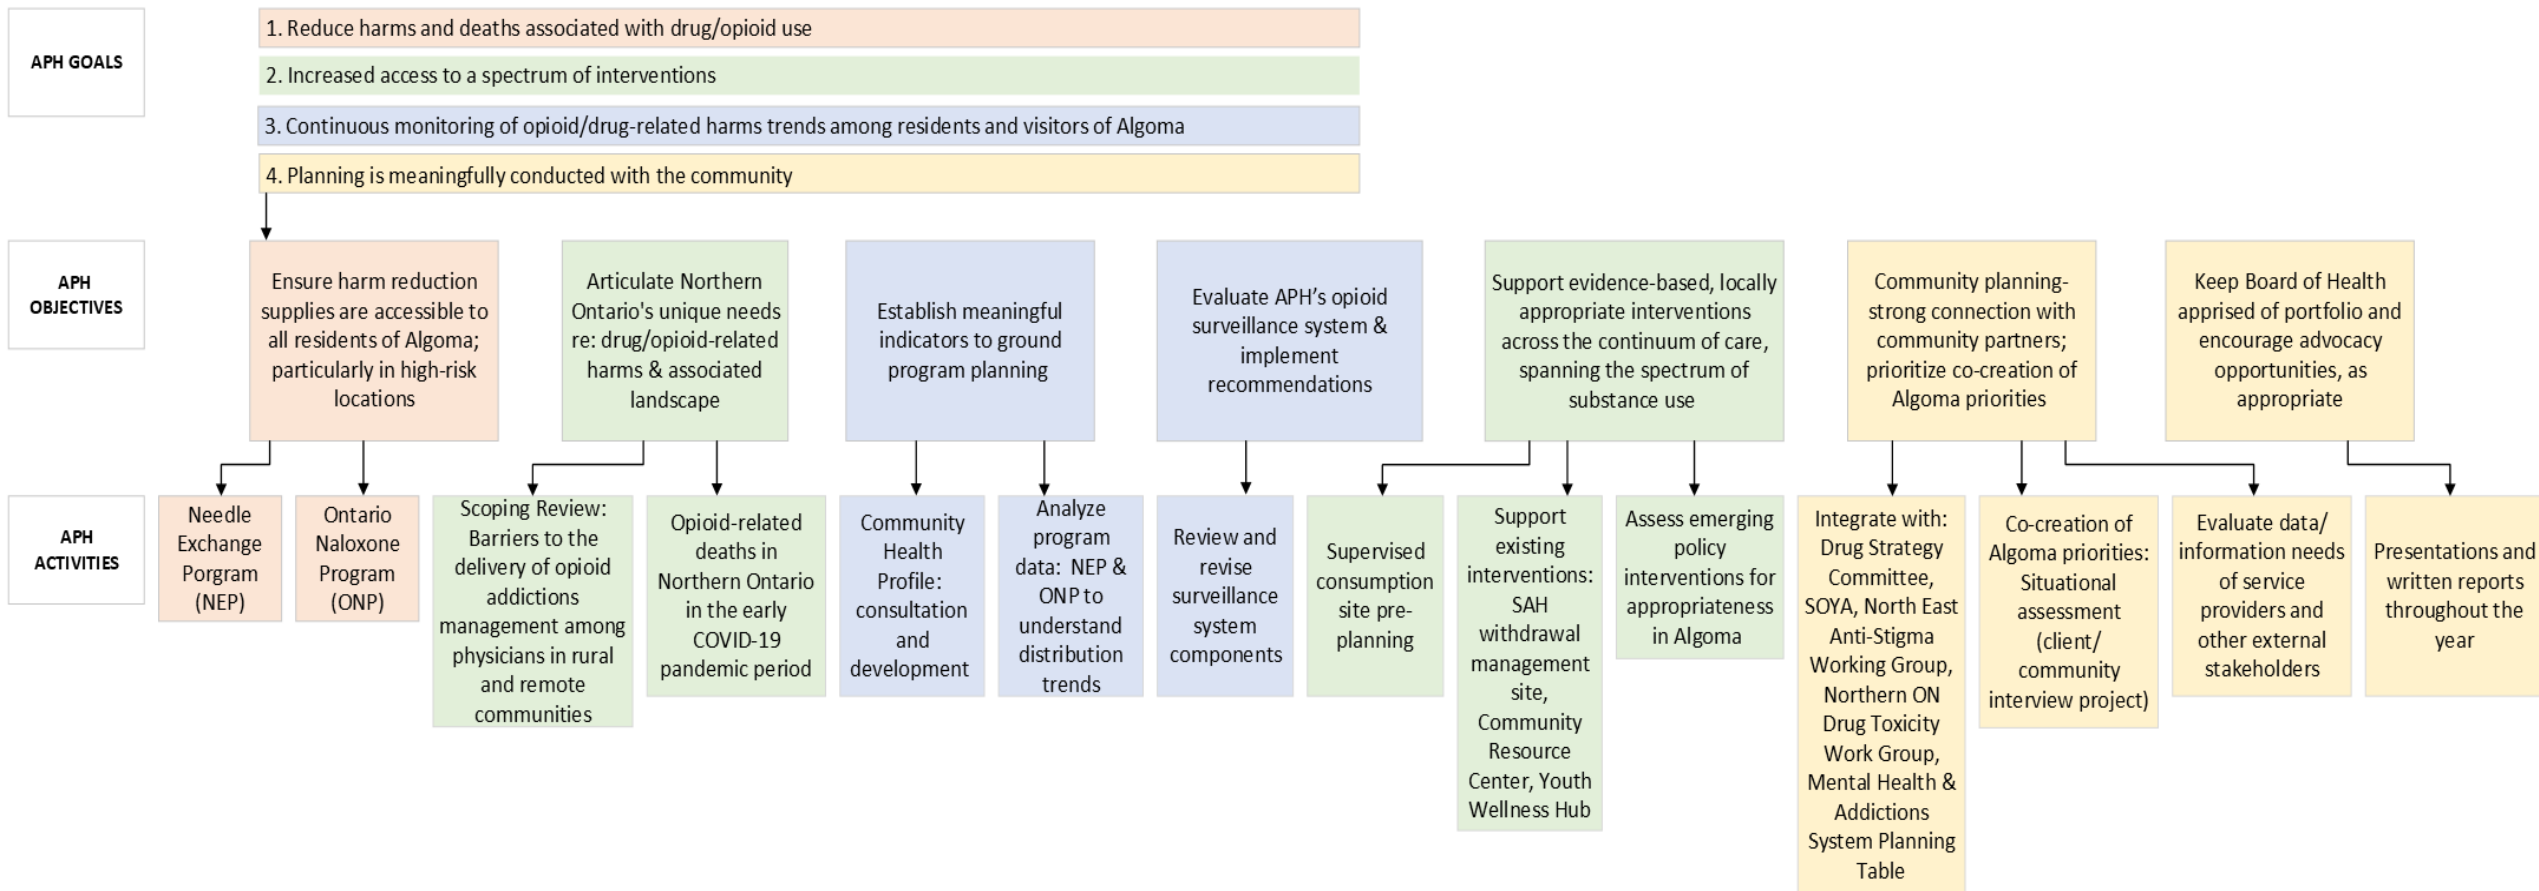 APH GOALS
1. Reduce harms and deaths associated with drug/opioid use
2. Increased access to a spectrum of interventions
3. Continuous monitoring of opioid/drug-related harms trends among residents and visitors of Algoma
4. Planning is meaningfully conducted with the community
APH
OBJECTIVES
Ensure harm reduction
supplies are accessible to
all residents of Algoma;
particularly in high-risk
locations
Articulate Northern
Ontario's unique needs
re: drug/opioid-related
harms & associated
landscape
Establish meaningful
indicators to ground
program planning
Evaluate APH’s opioid
surveillance system &
implement
recommendations
Support evidence-based, locally
appropriate interventions
across the continuum of care,
spanning the spectrum of
substance use
Community planning-
strong connection with
community partners;
prioritize co-creation of
Algoma priorities
Keep Board of Health
apprised of portfolio and
encourage advocacy
opportunities, as
appropriate
APH
ACTIVITIES
Needle
Exchange
Porgram
(NEP)
Ontario
Naloxone
Program
(ONP)
Scoping Review:
Barriers to the
delivery of opioid
addictions
management among
physicians in rural
and remote
communities
Opioid-related
deaths in
Northern Ontario
in the early
COVID-19
pandemic period
Community
Health
Profile:
consultation
and
development
Analyze
program
data: NEP &
ONP to
understand
distribution
trends
Review and
revise
surveillance
system
components
Supervised
consumption
site pre-
planning
Support
existing
interventions:
SAH
withdrawal
management
site,
Community
Resource
Center, Youth
Wellness Hub
Assess emerging
policy
interventions for
appropriateness
in Algoma
Integrate with:
Drug Strategy
Committee,
SOYA, North East
Anti-Stigma
Working Group,
Northern ON
Drug Toxicity
Work Group,
Mental Health &
Addictions
System Planning
Table
Co-creation of
Algoma priorities:
Situational
assessment
(client/
community
interview project)
Evaluate data/
information needs
of service
providers and
other external
stakeholders
Presentations and
written reports
throughout the
year